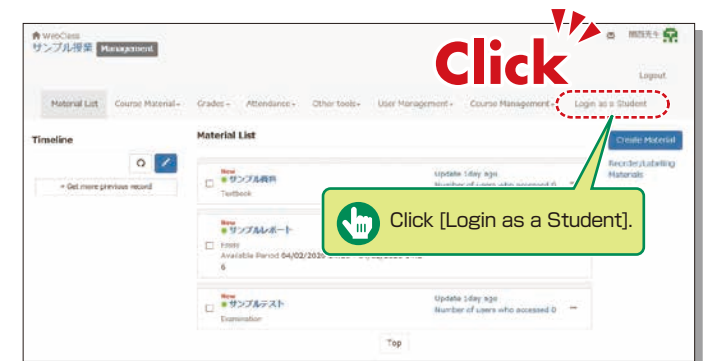 WebClass
サンプル授業 Management
関西先生
Click
Logout
Material List Course Material Grades Attendance Other tools User Management Course Management Login as a Student
Timeline
Material List
Create Material
Reorder/Labelling Materials
+ Get more previous record
New
サンプル資料
Textbook
Update 1day ago
Number of users who accessed 0
Click [Login as a Student].
New
サンプルレポート
Available Period 04/02/2020
6
New
サンプルテスト
Examination
Update 1day ago
Number of users who accessed 0
Top